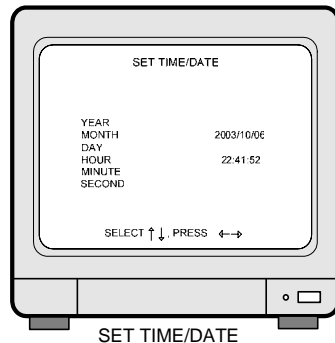 SET TIME/DATE
YEAR
MONTH 2003/10/06
DAY
HOUR 22:41:52
MINUTE
SECOND
SELECT ↑↓, PRESS ←→
SET TIME/DATE